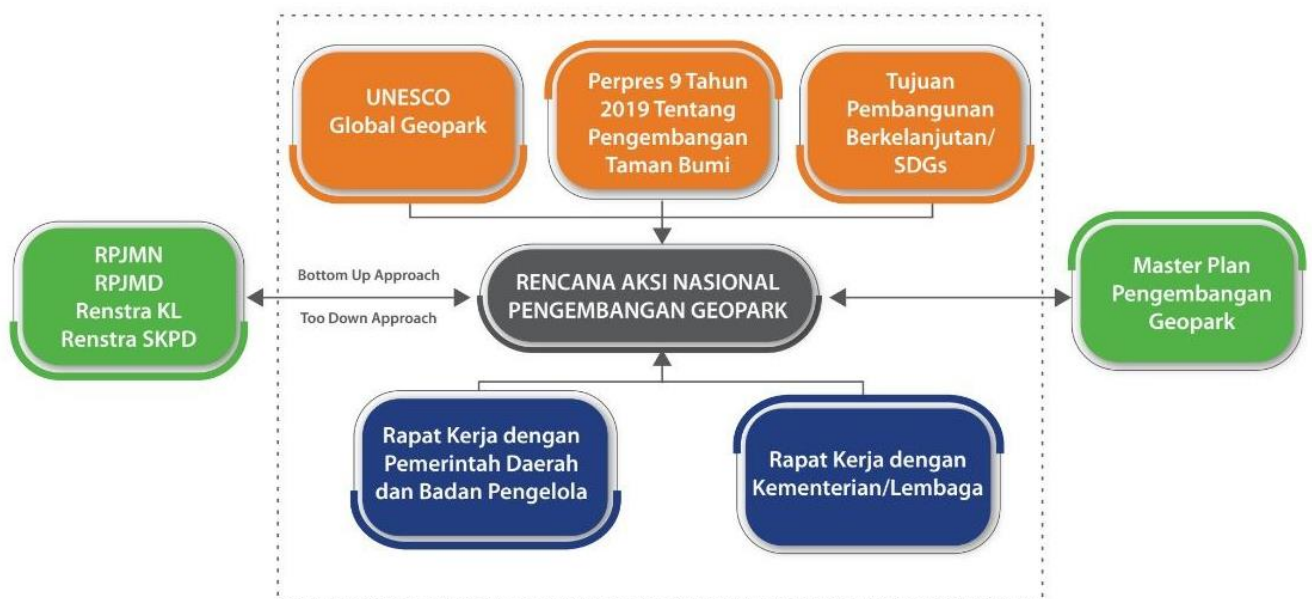 UNESCO
Global Geopark
Perpres 9 Tahun
2019 Tentang
Pengembangan
Taman Bumi
Tujuan
Pembangunan
Berkelanjutan/
SDGs
RPJMN
RPJMD
Renstra KL
Renstra SKPD
Bottom Up Approach
Too Down Approach
RENCANA AKSI NASIONAL
PENGEMBANGAN GEOPARK
Master Plan
Pengembangan
Geopark
Rapat Kerja dengan
Pemerintah Daerah
dan Badan Pengelola
Rapat Kerja dengan
Kementerian/Lembaga